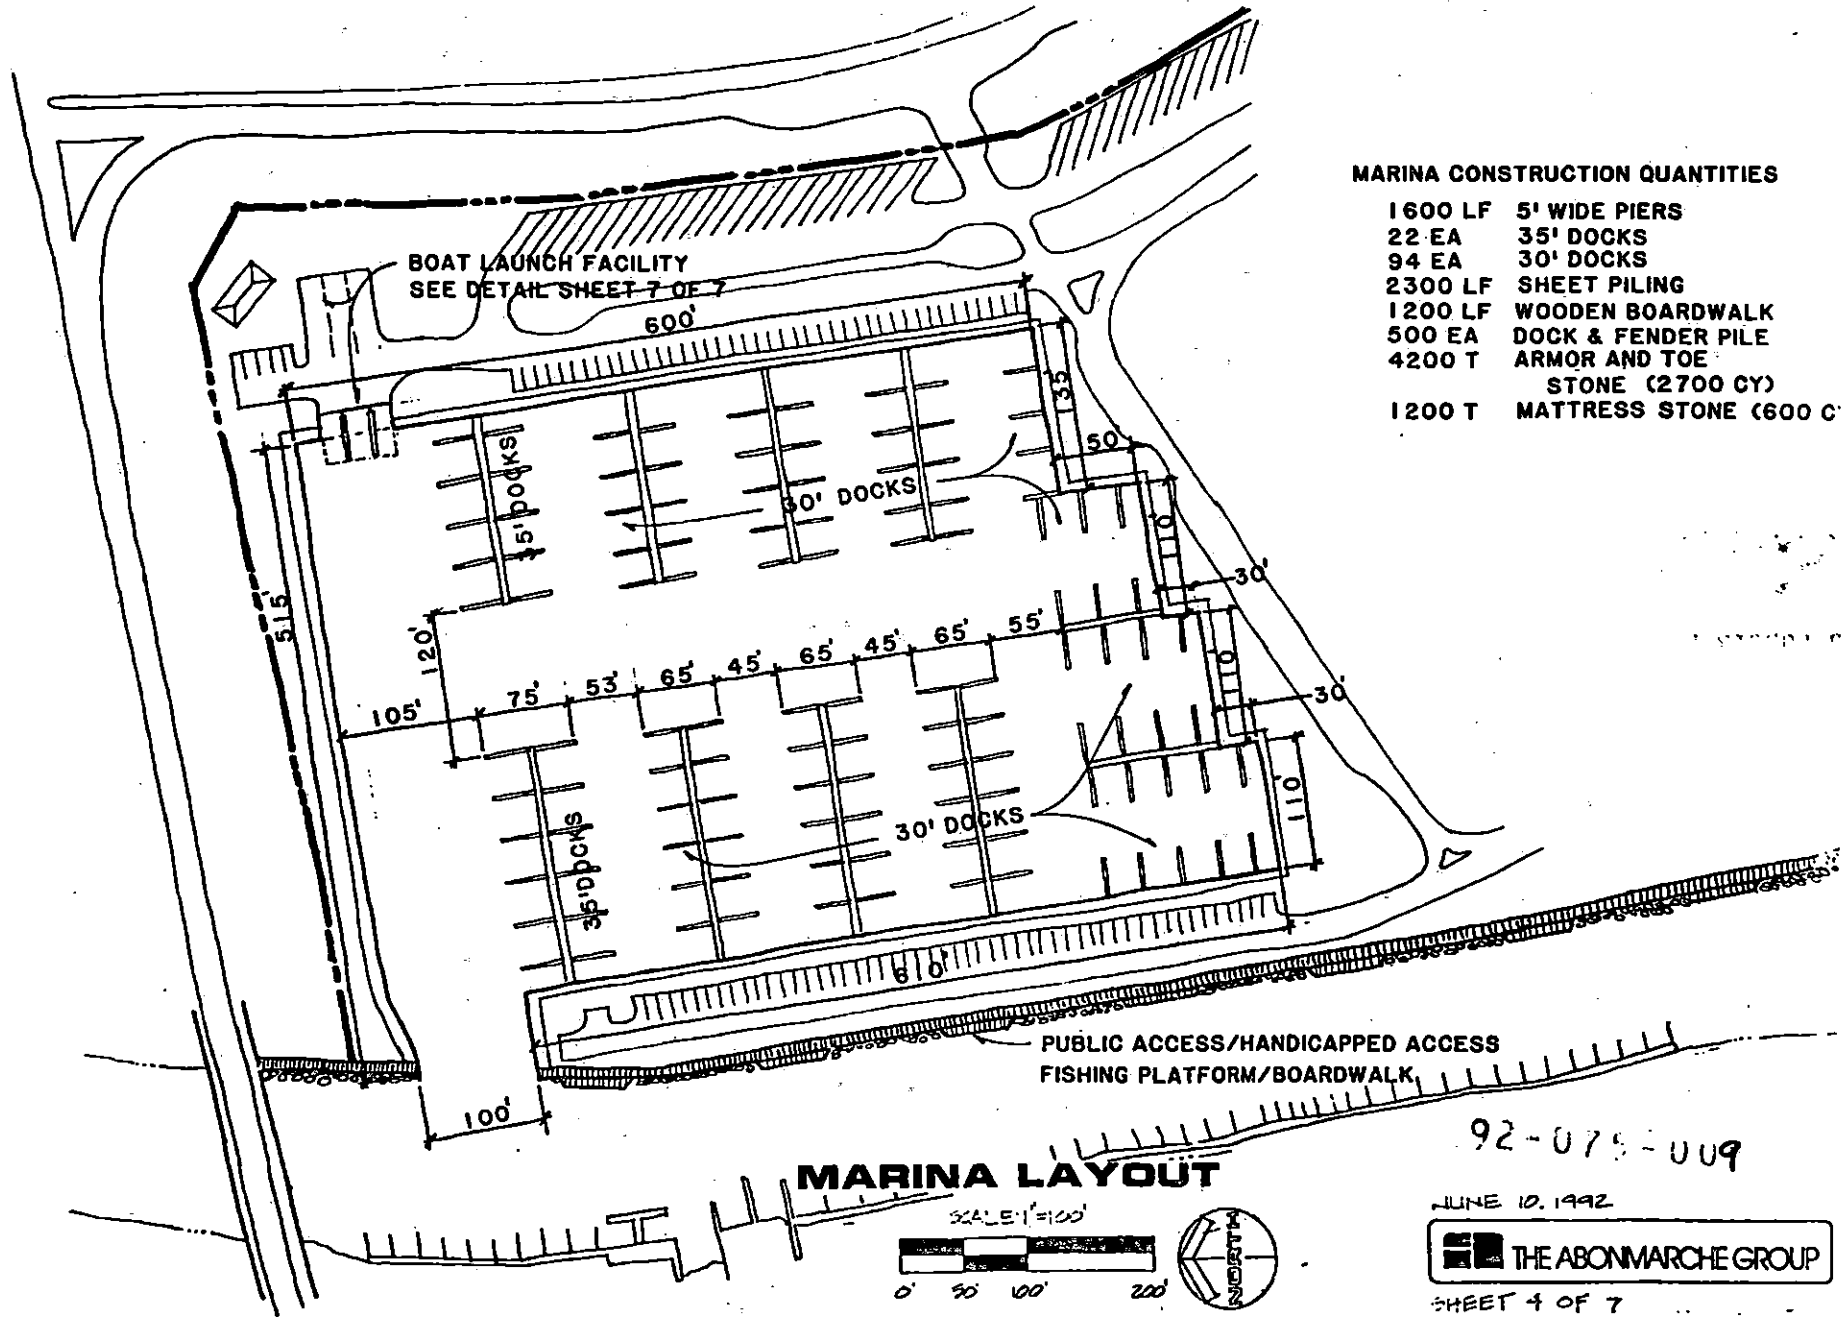 MARINA CONSTRUCTION QUANTITIES
1600 LF 5' WIDE PIERS
22 EA 35' DOCKS
94 EA 30' DOCKS
2300 LF SHEET PILING
1200 LF WOODEN BOARDWALK
500 EA DOCK & FENDER PILE
4200 T ARMOR AND TOE
STONE (2700 CY)
1200 T MATTRESS STONE (600 C
BOAT LAUNCH FACILITY
SEE DETAIL SHEET 7 OF 7
600'
35'
50'
35' DOCKS
30' DOCKS
110'
30'
515'
120'
105'
75'
53'
65'
45'
65'
45'
65'
55'
110'
30'
110'
35' DOCKS
30' DOCKS
610'
PUBLIC ACCESS/HANDICAPPED ACCESS
FISHING PLATFORM/BOARDWALK
100'
MARINA LAYOUT
SCALE: 1"=100'
0' 50' 100' 200'
NORTH
JUNE 10, 1992
THE ABONMARCHE GROUP
SHEET 4 OF 7